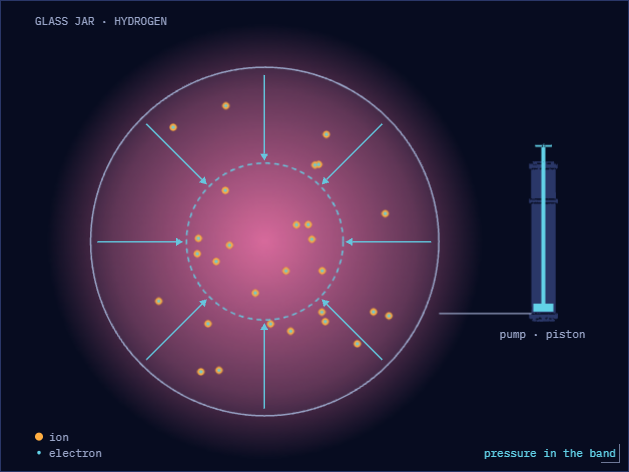 GLASS JAR · HYDROGEN
pump · piston
ion
electron
pressure in the band